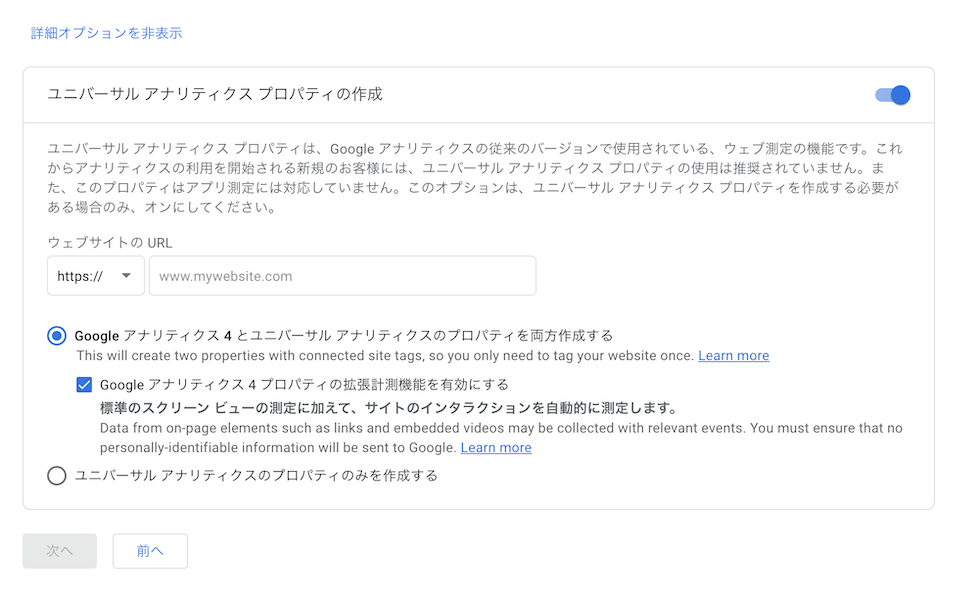 詳細オプションを非表示
ユニバーサル アナリティクス プロパティの作成
ユニバーサル アナリティクス プロパティは、Google アナリティクスの従来のバージョンで使用されている、ウェブ測定の機能です。これ
からアナリティクスの利用を開始される新規のお客様には、ユニバーサル アナリティクス プロパティの使用は推奨されていません。ま
た、このプロパティはアプリ測定には対応していません。このオプションは、ユニバーサル アナリティクス プロパティを作成する必要が
ある場合のみ、オンにしてください。
ウェブサイトの URL
https:// www.mywebsite.com
Google アナリティクス 4 とユニバーサル アナリティクスのプロパティを両方作成する
This will create two properties with connected site tags, so you only need to tag your website once. Learn more
Google アナリティクス 4 プロパティの拡張計測機能を有効にする
標準のスクリーン ビューの測定に加えて、サイトのインタラクションを自動的に測定します。
Data from on-page elements such as links and embedded videos may be collected with relevant events. You must ensure that no
personally-identifiable information will be sent to Google. Learn more
ユニバーサル アナリティクスのプロパティのみを作成する
次へ 前へ